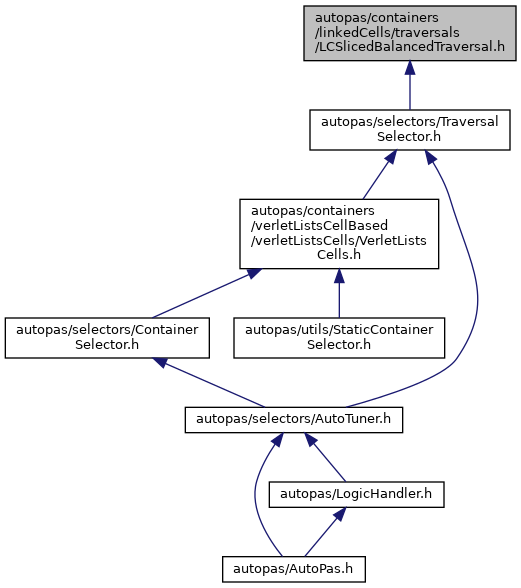 autopas/containers
/linkedCells/traversals
/LCSlicedBalancedTraversal.h
autopas/selectors/Traversal
Selector.h
autopas/containers
/verletListsCellBased
/verletListsCells/VerletLists
Cells.h
autopas/selectors/Container
Selector.h
autopas/utils/StaticContainer
Selector.h
autopas/selectors/AutoTuner.h
autopas/LogicHandler.h
autopas/AutoPas.h